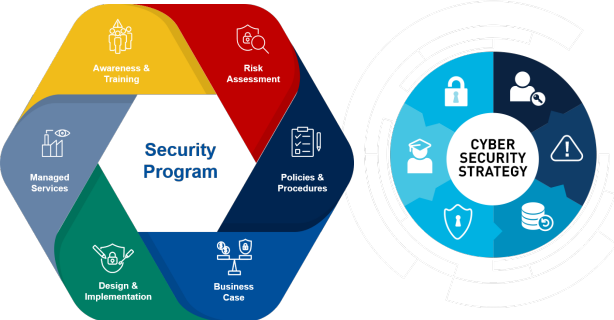 Awareness &
Training
Risk
Assessment
Security
Program
Managed
Services
Policies &
Procedures
Design &
Implementation
Business
Case
CYBER
SECURITY
STRATEGY